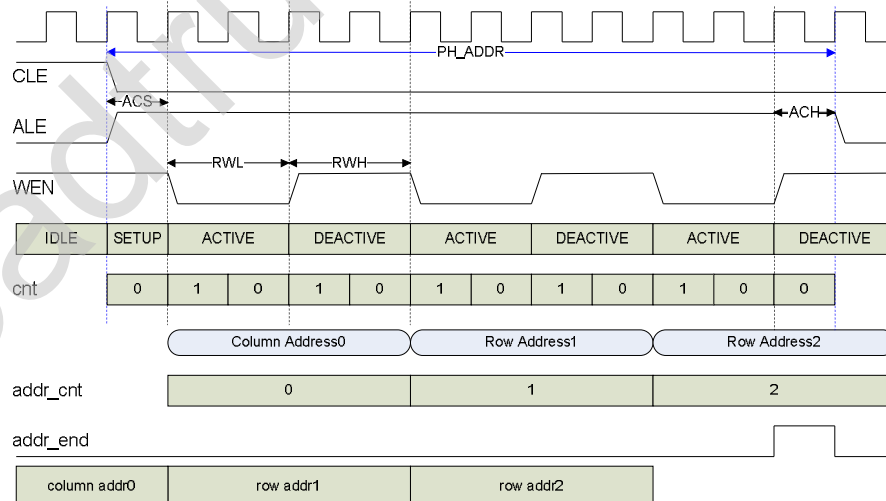 PH_ADDR
CLE
ACS
ALE
ACH
RWL RWH
WEN
IDLE SETUP ACTIVE DEACTIVE ACTIVE DEACTIVE ACTIVE DEACTIVE
cnt 0 1 0 1 0 1 0 1 0 1 0 0
Column Address0 Row Address1 Row Address2
addr_cnt 0 1 2
addr_end
column addr0 row addr1 row addr2